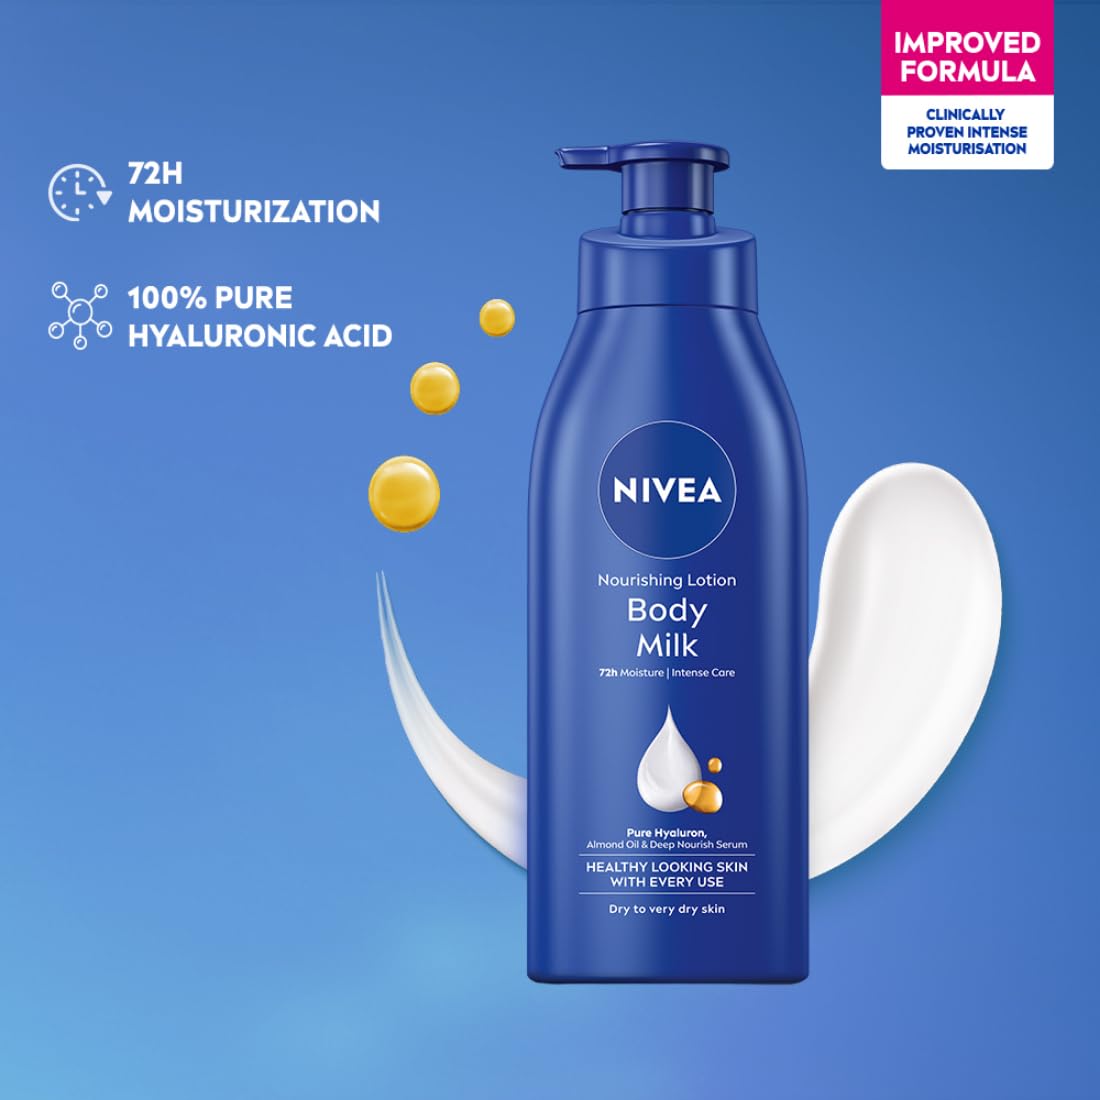 IMPROVED
FORMULA
CLINICALLY
PROVEN INTENSE
MOISTURISATION
72H
MOISTURIZATION
100% PURE
HYALURONIC ACID
NIVEA
Nourishing Lotion
Body
Milk
72h Moisture | Intense Care
Pure Hyaluron,
Almond Oil & Deep Nourish Serum
HEALTHY LOOKING SKIN
WITH EVERY USE
Dry to very dry skin